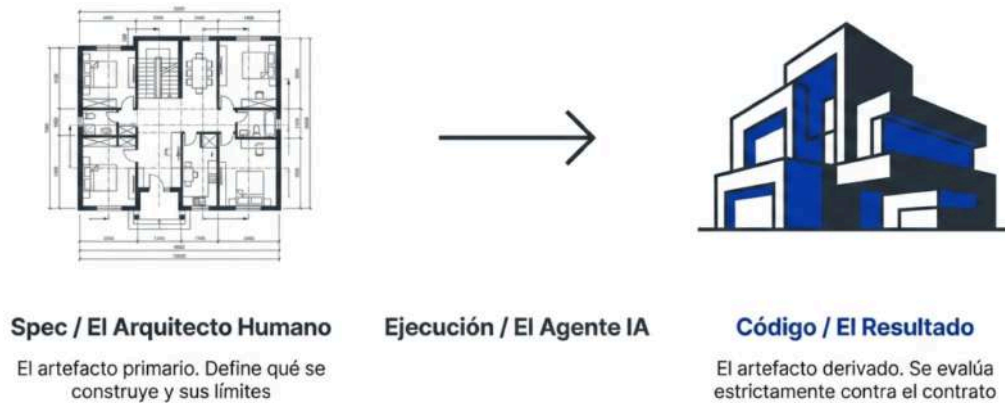 Spec / El Arquitecto Humano
El artefacto primario. Define qué se
construye y sus límites
Ejecución / El Agente IA
Código / El Resultado
El artefacto derivado. Se evalúa
estrictamente contra el contrato